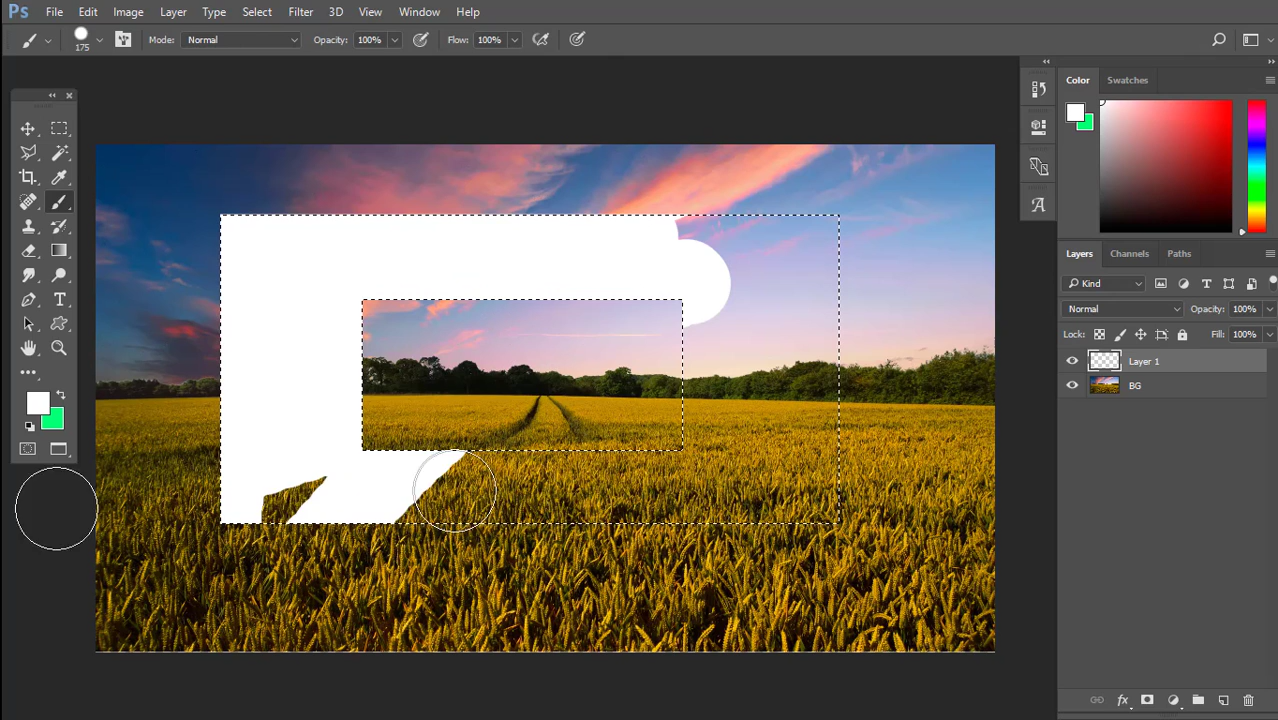 Ps File Edit Image Layer Type Select Filter 3D View Window Help
175 Mode: Normal Opacity: 100% Flow: 100%
Color Swatches
Layers Channels Paths
Kind
Normal Opacity: 100%
Lock: Fill: 100%
Layer 1
BG